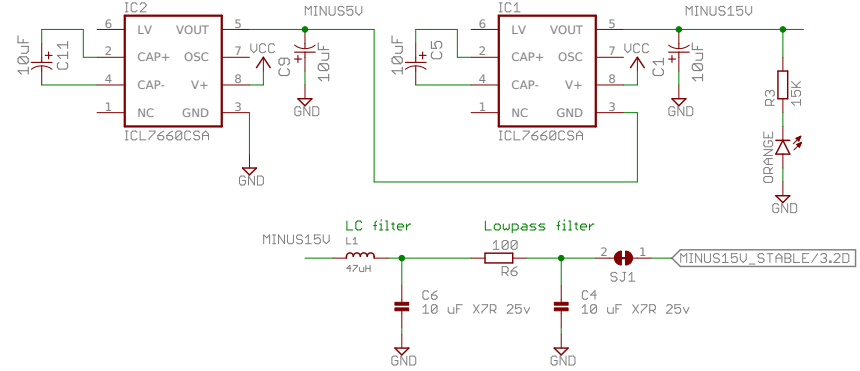 IC2
MINUS5V
IC1
MINUS15V
6 LV VOUT 5
2 CAP+ OSC 7
4 CAP- V+ 8
1 NC GND 3
ICL7660CSA
10uF
C11
VCC
C9
10uF
GND
GND
6 LV VOUT 5
2 CAP+ OSC 7
4 CAP- V+ 8
1 NC GND 3
ICL7660CSA
10uF
C5
VCC
C1
10uF
GND
R3
15K
ORANGE
GND
LC filter
Lowpass filter
MINUS15V
L1
47uH
100
R6
2 1
SJ1
MINUS15V_STABLE/3.2D
C6
10 uF X7R 25v
C4
10 uF X7R 25v
GND
GND